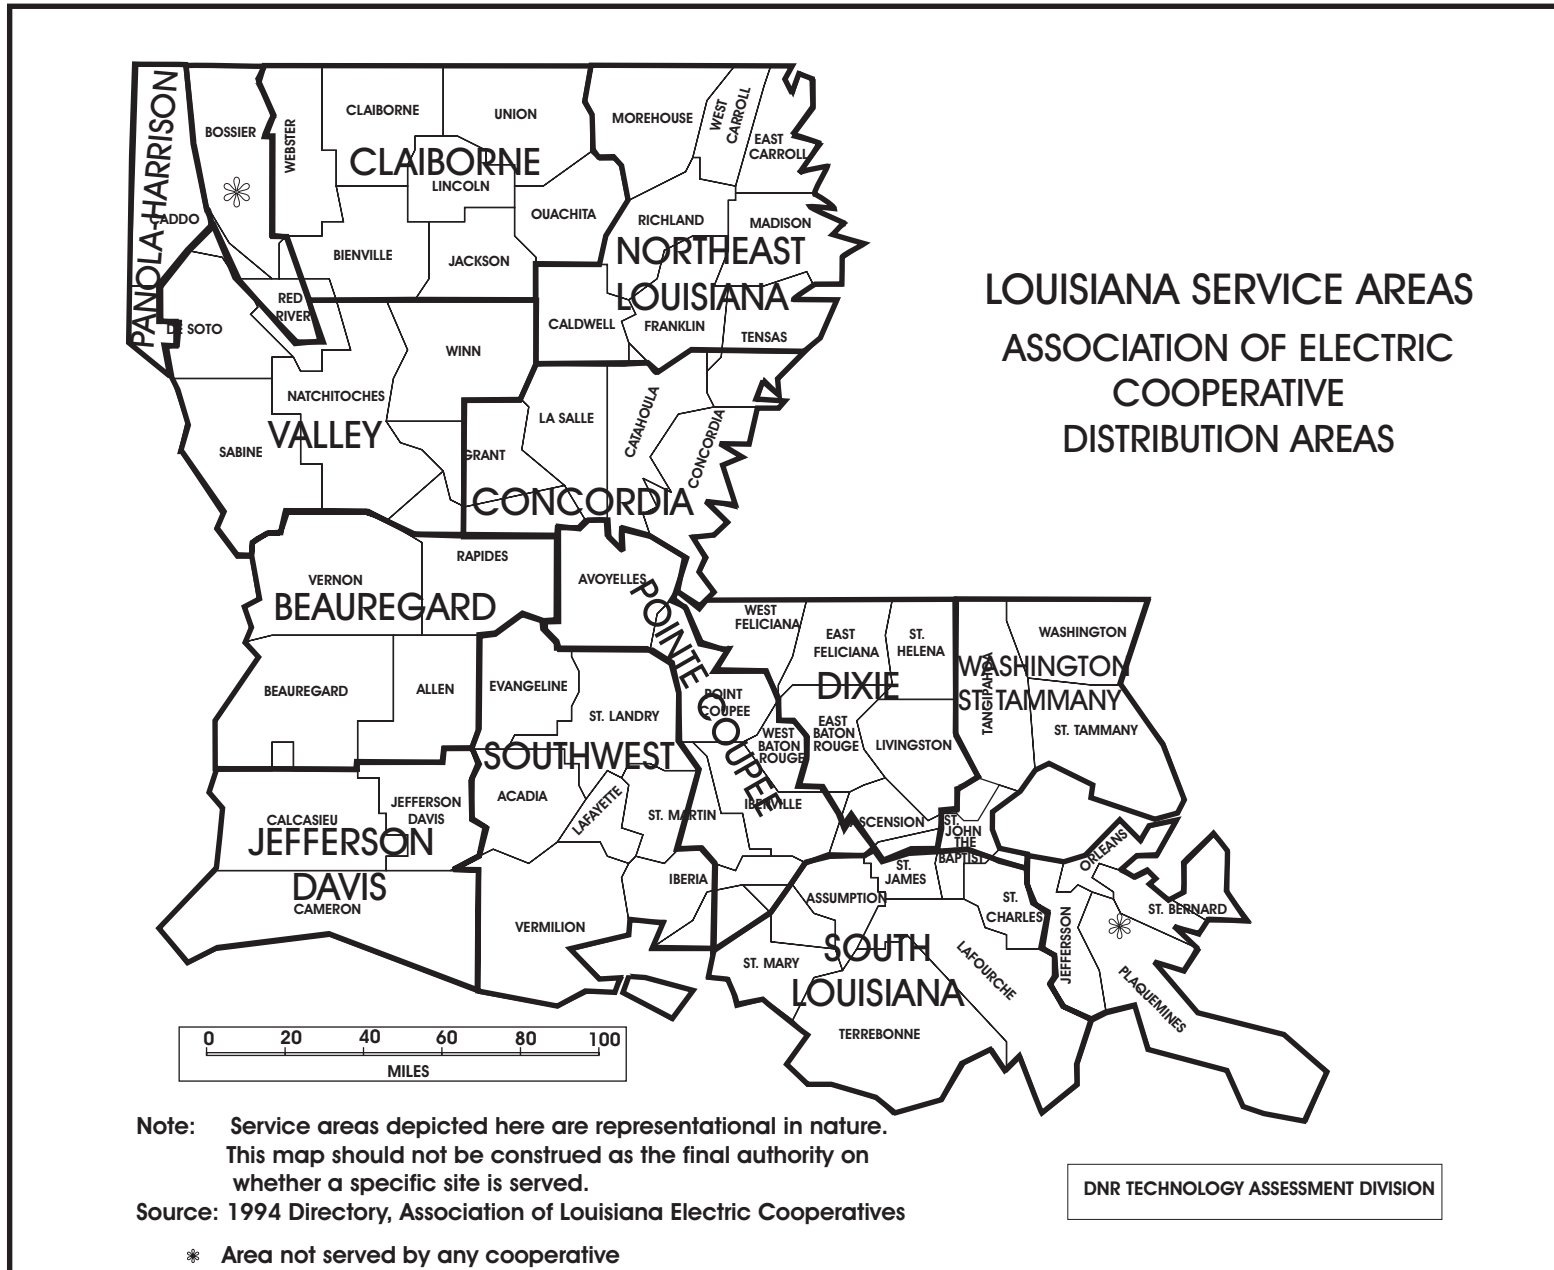 PANOLA-HARRISON
BOSSIER
WEBSTER
CLAIBORNE
UNION
MOREHOUSE
WEST
CARROLL
EAST
CARROLL
CLAIBORNE
LINCOLN
CADDO
OUACHITA
RICHLAND
MADISON
BIENVILLE
JACKSON
NORTHEAST
LOUISIANA
RED
RIVER
DE SOTO
CALDWELL
FRANKLIN
TENSAS
WINN
NATCHITOCHES
VALLEY
SABINE
LA SALLE
CATAHOULA
CONCORDIA
GRANT
CONCORDIA
LOUISIANA SERVICE AREAS
ASSOCIATION OF ELECTRIC
COOPERATIVE
DISTRIBUTION AREAS
RAPIDES
VERNON
BEAUREGARD
AVOYELLES
POINTE COUPEE
WEST
FELICIANA
EAST
FELICIANA
ST.
HELENA
WASHINGTON
TANGIPAHOA
WASHINGTON
ST. TAMMANY
DIXIE
BEAUREGARD
ALLEN
EVANGELINE
ST. LANDRY
POINT
COUPEE
WEST
BATON
ROUGE
EAST
BATON
ROUGE
LIVINGSTON
ST. TAMMANY
SOUTHWEST
ACADIA
LAFAYETTE
ST. MARTIN
IBERVILLE
ASCENSION
ST.
JOHN
THE
BAPTIST
CALCASIEU
JEFFERSON
DAVIS
JEFFERSON
DAVIS
CAMERON
IBERIA
VERMILION
ASSUMPTION
ST.
JAMES
ST.
CHARLES
ORLEANS
ST. BERNARD
JEFFERSSON
PLAQUEMINES
ST. MARY
SOUTH
LOUISIANA
LAFOURCHE
TERREBONNE
0 20 40 60 80 100
MILES
Note: Service areas depicted here are representational in nature.
This map should not be construed as the final authority on
whether a specific site is served.
Source: 1994 Directory, Association of Louisiana Electric Cooperatives
Area not served by any cooperative
DNR TECHNOLOGY ASSESSMENT DIVISION